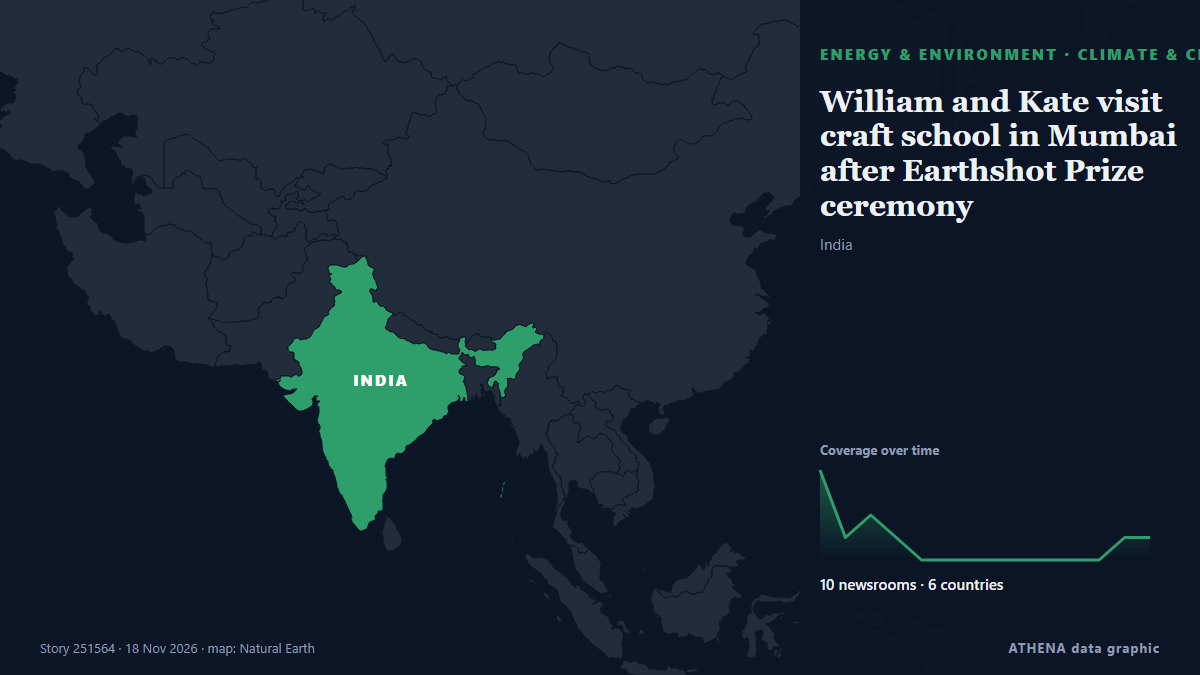 ENERGY & ENVIRONMENT · CLIMATE &
William and Kate visit
craft school in Mumbai
after Earthshot Prize
ceremony
India
INDIA
Coverage over time
10 newsrooms · 6 countries
Story 251564 · 18 Nov 2026 · map: Natural Earth
ATHENA data graphic